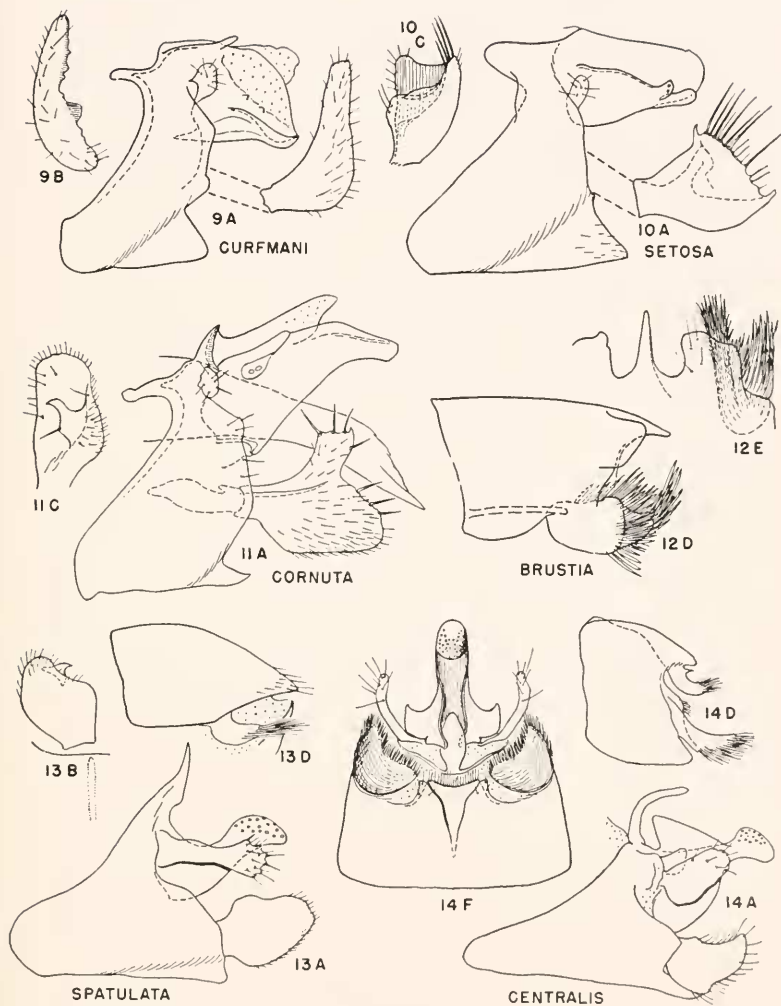 9B
9A
CURFMANI
10
C
10A
SETOSA
11C
11A
CORNUTA
12E
12D
BRUSTIA
13B
13D
14D
14F
13A
SPATULATA
14A
CENTRALIS